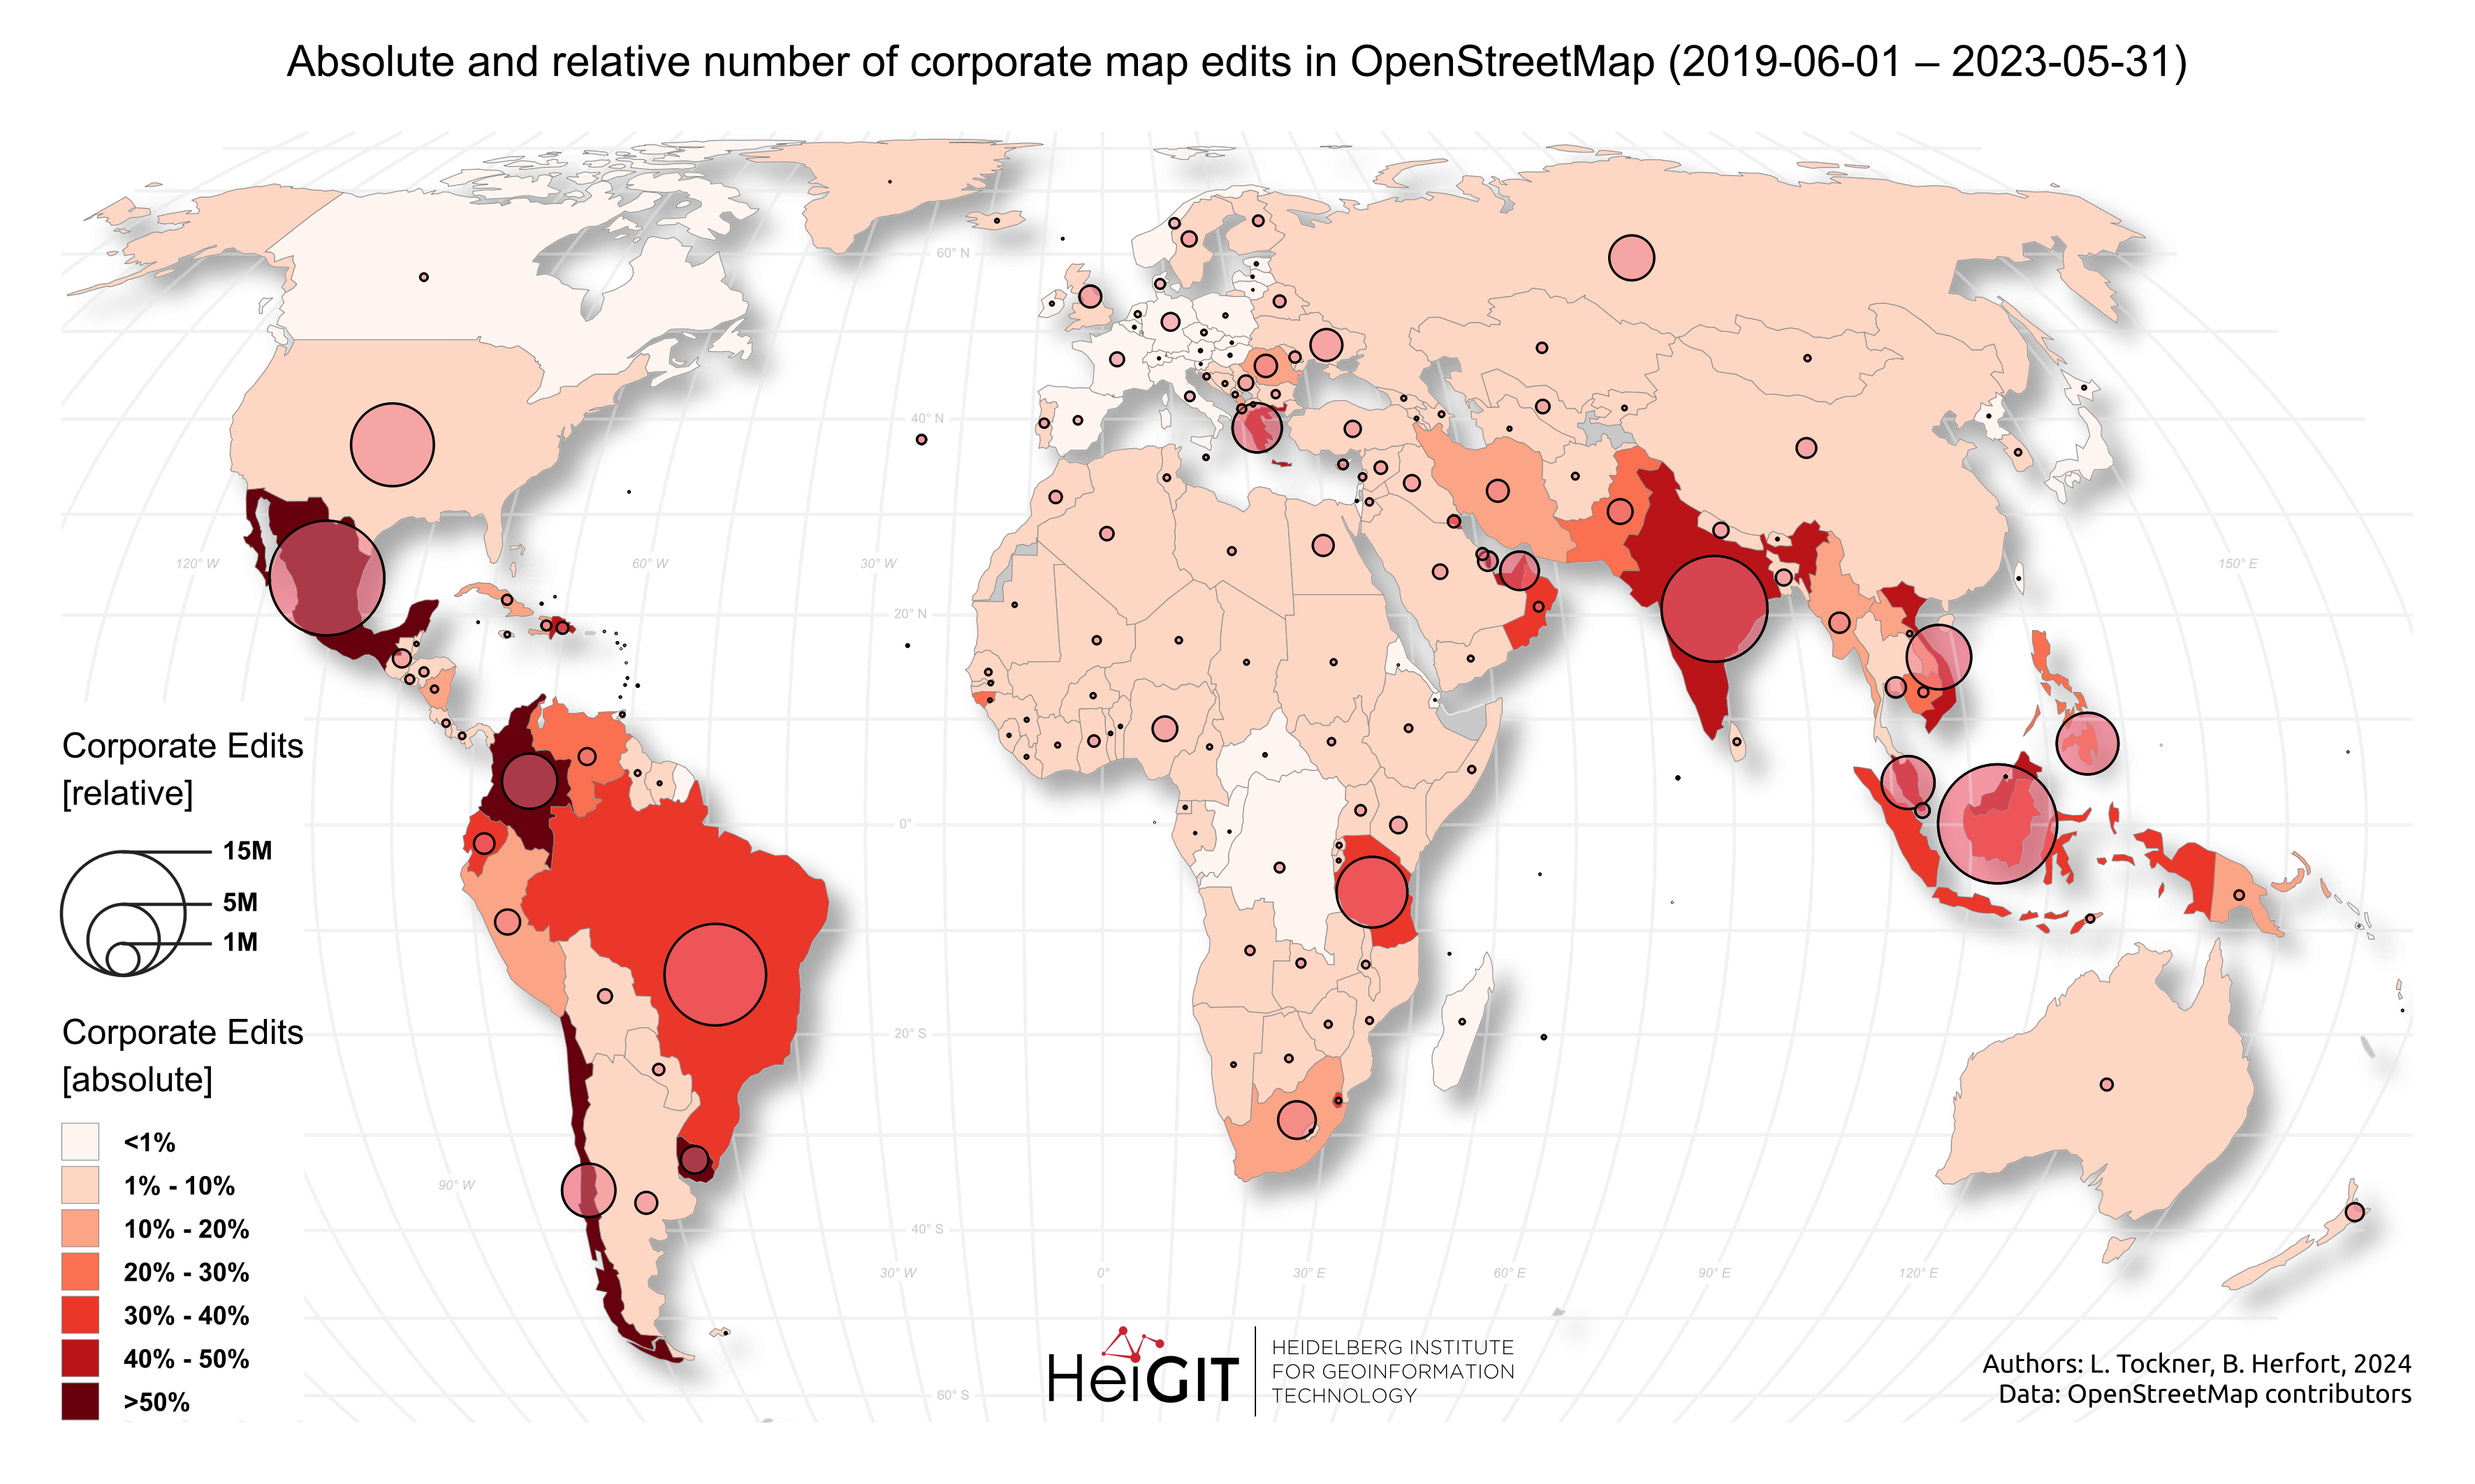 Absolute and relative number of corporate map edits in OpenStreetMap (2019-06-01 – 2023-05-31)
60° N
40° N
120° W
60° W
30° W
150° E
20° N
0°
20° S
90° W
40° S
30° W
0°
30° E
60° E
90° E
120° E
60° S
Corporate Edits
[relative]
15M
5M
1M
Corporate Edits
[absolute]
<1%
1% - 10%
10% - 20%
20% - 30%
30% - 40%
40% - 50%
>50%
HeiGIT
HEIDELBERG INSTITUTE
FOR GEOINFORMATION
TECHNOLOGY
Authors: L. Tockner, B. Herfort, 2024
Data: OpenStreetMap contributors